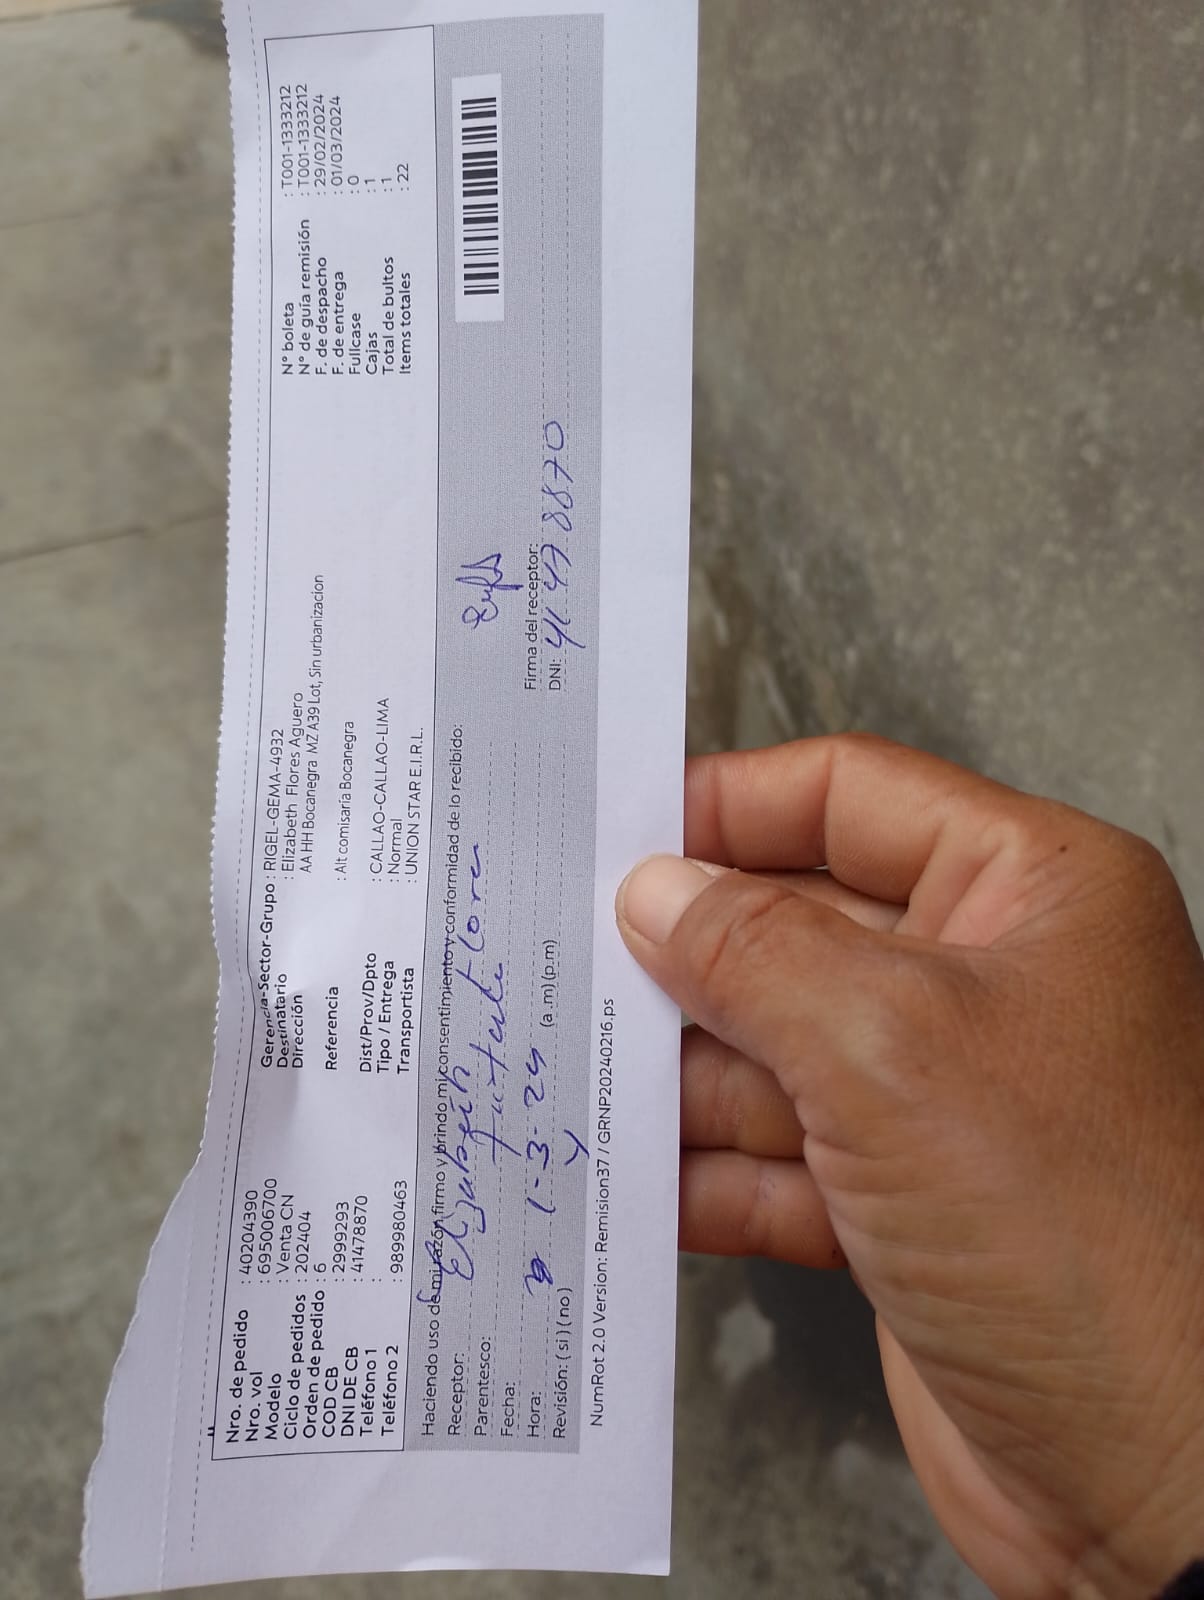 Nro. de pedido : 40204390
Nro. vol : 695006700
Modelo : Venta CN
Ciclo de pedidos : 202404
Orden de pedido : 6
COD CB : 2999293
DNI DE CB : 41478870
Teléfono 1 :
Teléfono 2 : 989980463
Gerencia-Sector-Grupo : RIGEL-GEMA-4932
Destinatario : Elizabeth Flores Aguero
Dirección AA HH Bocanegra MZ A39 Lot, Sin urbanizacion
Referencia : Alt comisaria Bocanegra
Dist/Prov/Dpto : CALLAO-CALLAO-LIMA
Tipo / Entrega : Normal
Transportista : UNION STAR E.I.R.L.
N° boleta : T001-1333212
N° de guía remisión : T001-1333212
F. de despacho : 29/02/2024
F. de entrega : 01/03/2024
Fullcase : 0
Cajas : 1
Total de bultos : 1
Items totales : 22
Haciendo uso de mi razón firmo y brindo mi consentimiento y conformidad de lo recibido:
Receptor:
Parentesco:
Fecha:
Hora: 1-3-24 (a.m)(p.m)
Revisión: ( si ) ( no )
Firma del receptor:
DNI: 41478870
NumRot 2.0 Version: Remision37 / GRNP20240216.ps